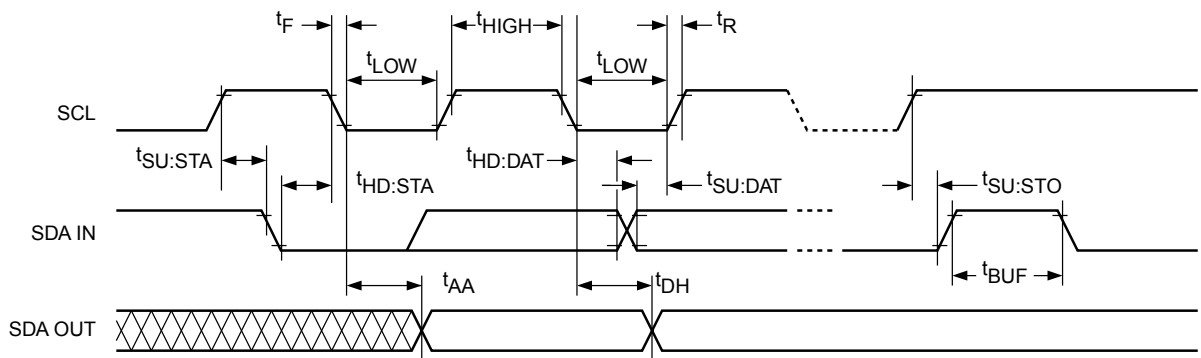 tF
tHIGH
tR
tLOW
tLOW
SCL
tSU:STA
tHD:STA
tHD:DAT
tSU:DAT
tSU:STO
SDA IN
tAA
tDH
tBUF
SDA OUT